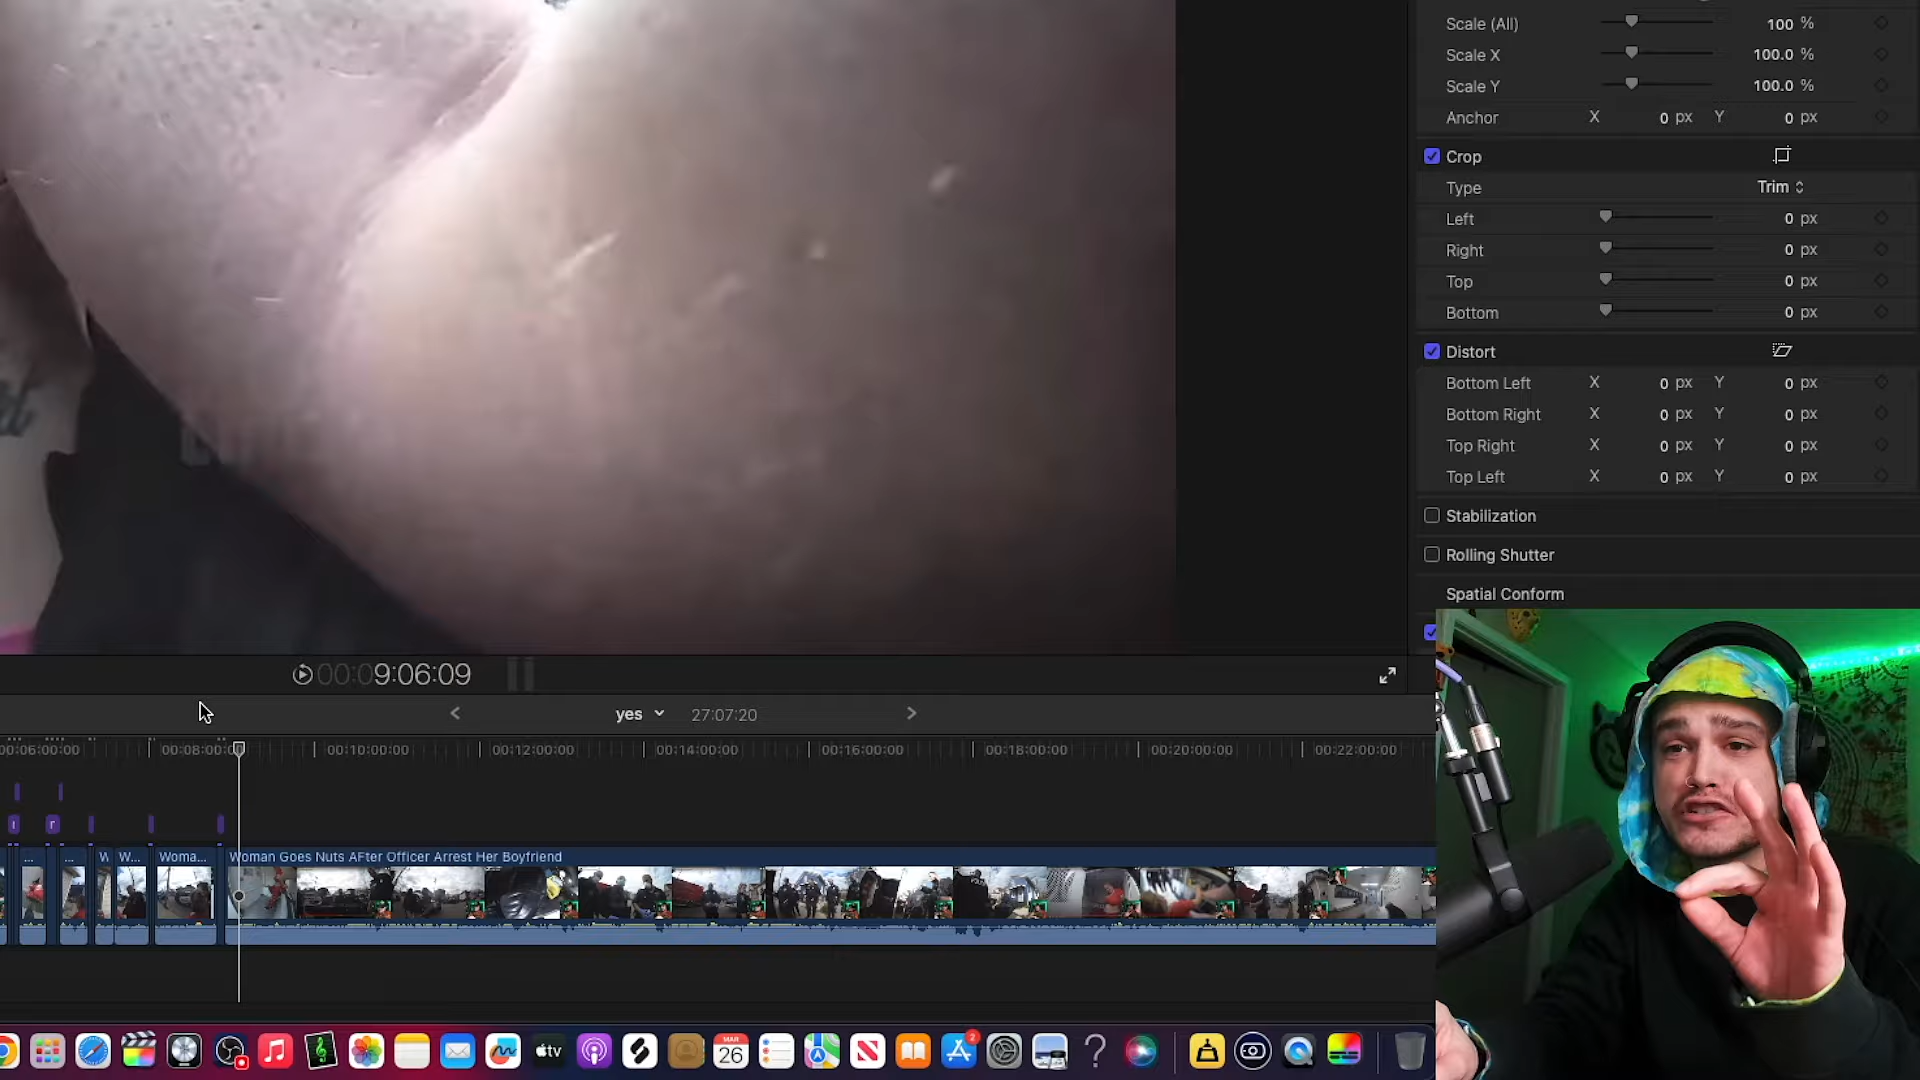 Scale (All) 100 %
Scale X 100.0 %
Scale Y 100.0 %
Anchor X 0 px Y 0 px
Crop
Type Trim
Left 0 px
Right 0 px
Top 0 px
Bottom 0 px
Distort
Bottom Left X 0 px Y 0 px
Bottom Right X 0 px Y 0 px
Top Right X 0 px Y 0 px
Top Left X 0 px Y 0 px
Stabilization
Rolling Shutter
Spatial Conform
00:09:06:09
yes 27:07:20
00:06:00:00 00:08:00:00 00:10:00:00 00:12:00:00 00:14:00:00 00:16:00:00 00:18:00:00 00:20:00:00 00:22:00:00
... ... W W... Woma... Woman Goes Nuts AFter Officer Arrest Her Boyfriend
tv MAR 26 2